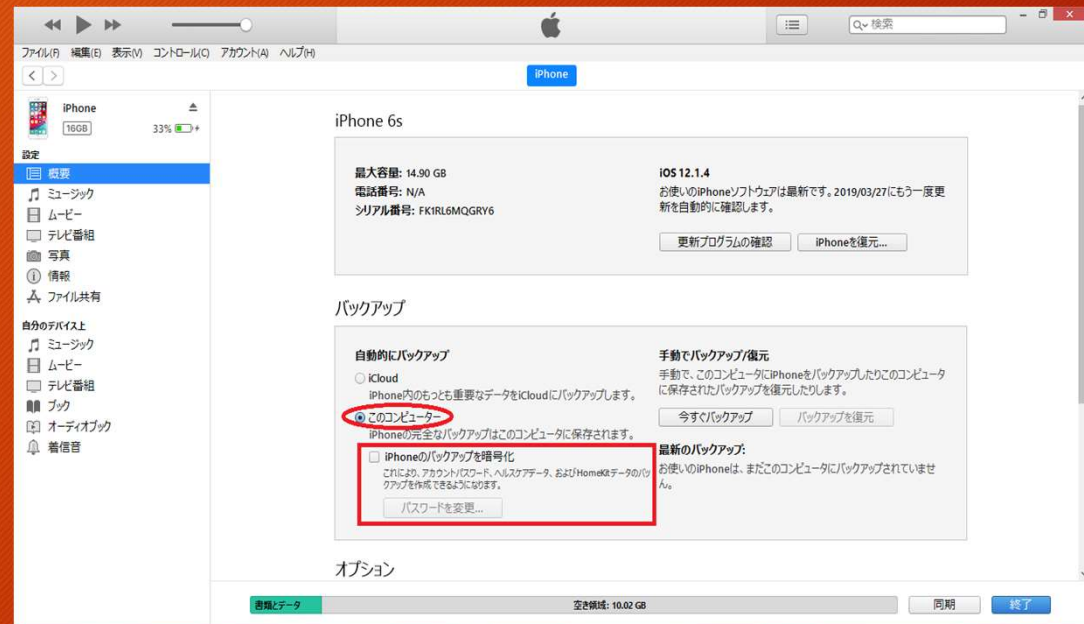 検索
ファイル(F) 編集(E) 表示(V) コントロール(C) アカウント(A) ヘルプ(H)
iPhone
iPhone
16GB 33%
設定
概要
ミュージック
ムービー
テレビ番組
写真
情報
ファイル共有
自分のデバイス上
ミュージック
ムービー
テレビ番組
ブック
オーディオブック
着信音
iPhone 6s
最大容量: 14.90 GB
電話番号: N/A
シリアル番号: FK1RL6MQGRY6
iOS 12.1.4
お使いのiPhoneソフトウェアは最新です。2019/03/27にもう一度更
新を自動的に確認します。
更新プログラムの確認 iPhoneを復元...
バックアップ
自動的にバックアップ
iCloud
iPhone内のもっとも重要なデータをiCloudにバックアップします。
このコンピューター
iPhoneの完全なバックアップはこのコンピュータに保存されます。
iPhoneのバックアップを暗号化
これにより、アカウントパスワード、ヘルスケアデータ、およびHomeKitデータのバッ
クアップを作成できるようになります。
パスワードを変更...
手動でバックアップ/復元
手動で、このコンピュータにiPhoneをバックアップしたりこのコンピュータ
に保存されたバックアップを復元したりします。
今すぐバックアップ バックアップを復元
最新のバックアップ:
お使いのiPhoneは、まだこのコンピュータにバックアップされていませ
ん。
オプション
書類とデータ 空き領域: 10.02 GB 同期 終了